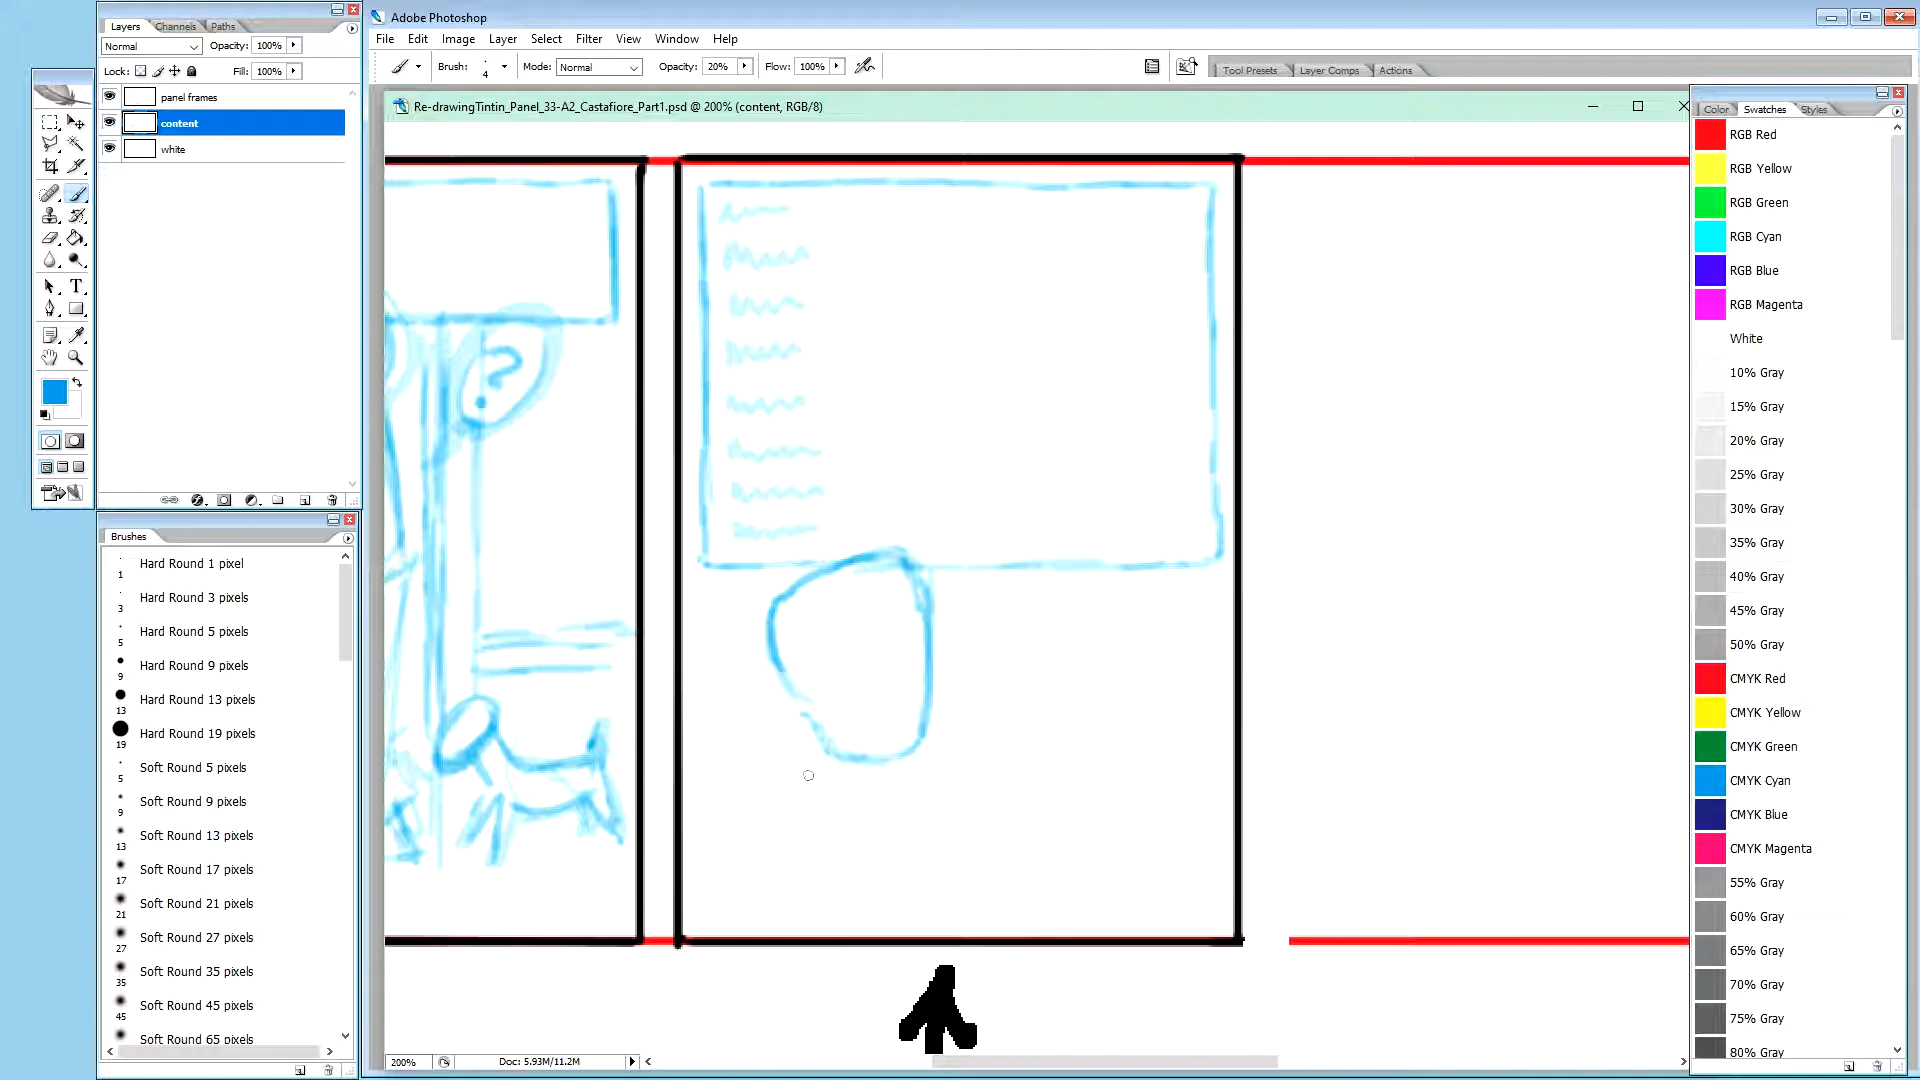 Adobe Photoshop
File Edit Image Layer Select Filter View Window Help
Brush: 4 Mode: Normal Opacity: 20% Flow: 100%
Tool Presets Layer Comps Actions
Layers Channels Paths
Normal Opacity: 100%
Lock: Fill: 100%
panel frames
content
white
Re-drawingTintin_Panel_33-A2_Castafiore_Part1.psd @ 200% (content, RGB/8)
?
200% Doc: 5.93M/11.2M
Brushes
1 Hard Round 1 pixel
3 Hard Round 3 pixels
5 Hard Round 5 pixels
9 Hard Round 9 pixels
13 Hard Round 13 pixels
19 Hard Round 19 pixels
5 Soft Round 5 pixels
9 Soft Round 9 pixels
13 Soft Round 13 pixels
17 Soft Round 17 pixels
21 Soft Round 21 pixels
27 Soft Round 27 pixels
35 Soft Round 35 pixels
45 Soft Round 45 pixels
Soft Round 65 pixels
Color Swatches Styles
RGB Red
RGB Yellow
RGB Green
RGB Cyan
RGB Blue
RGB Magenta
White
10% Gray
15% Gray
20% Gray
25% Gray
30% Gray
35% Gray
40% Gray
45% Gray
50% Gray
CMYK Red
CMYK Yellow
CMYK Green
CMYK Cyan
CMYK Blue
CMYK Magenta
55% Gray
60% Gray
65% Gray
70% Gray
75% Gray
80% Gray